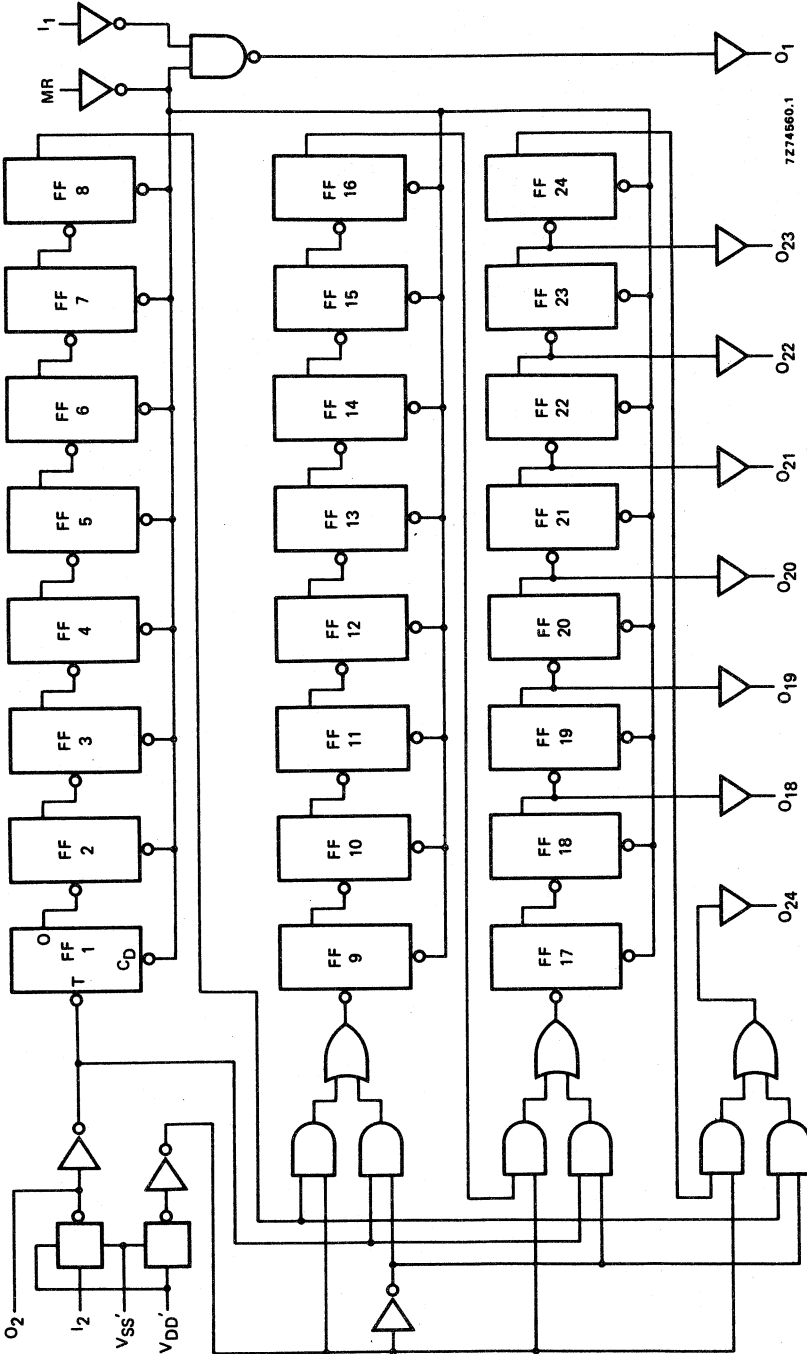 I1
MR
FF 8
FF 7
FF 6
FF 5
FF 4
FF 3
FF 2
O
FF 1
T
CD
FF 16
FF 15
FF 14
FF 13
FF 12
FF 11
FF 10
FF 9
FF 24
FF 23
FF 22
FF 21
FF 20
FF 19
FF 18
FF 17
O2
I2
VSS'
VDD'
O1
O23
O22
O21
O20
O19
O18
O24
7Z74560.1